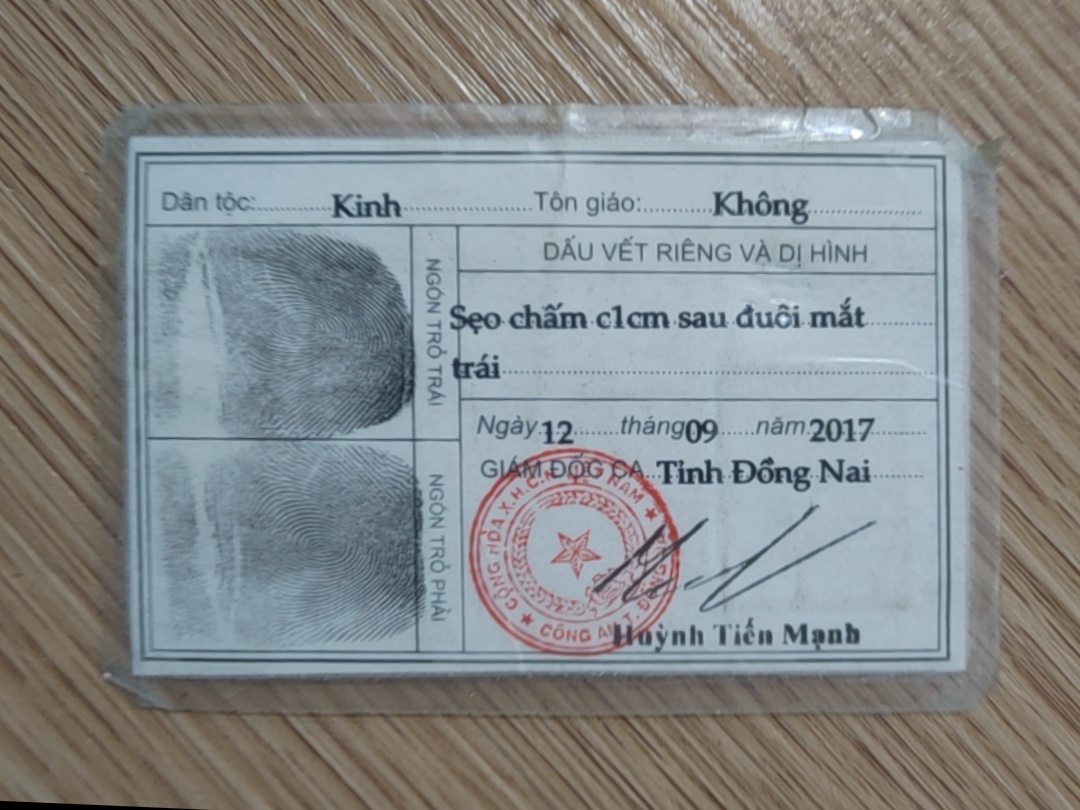 Dân tộc: Kinh Tôn giáo: Không
DẤU VẾT RIÊNG VÀ DỊ HÌNH
NGÓN TRỎ TRÁI
Sẹo chấm c1cm sau đuôi mắt
trái
Ngày 12 tháng 09 năm 2017
GIÁM ĐỐC CA Tỉnh Đồng Nai
NGÓN TRỎ PHẢI
CỘNG HÒA X.H.C.N NAM
CÔNG AN T. ĐỒNG
Huỳnh Tiến Mạnh